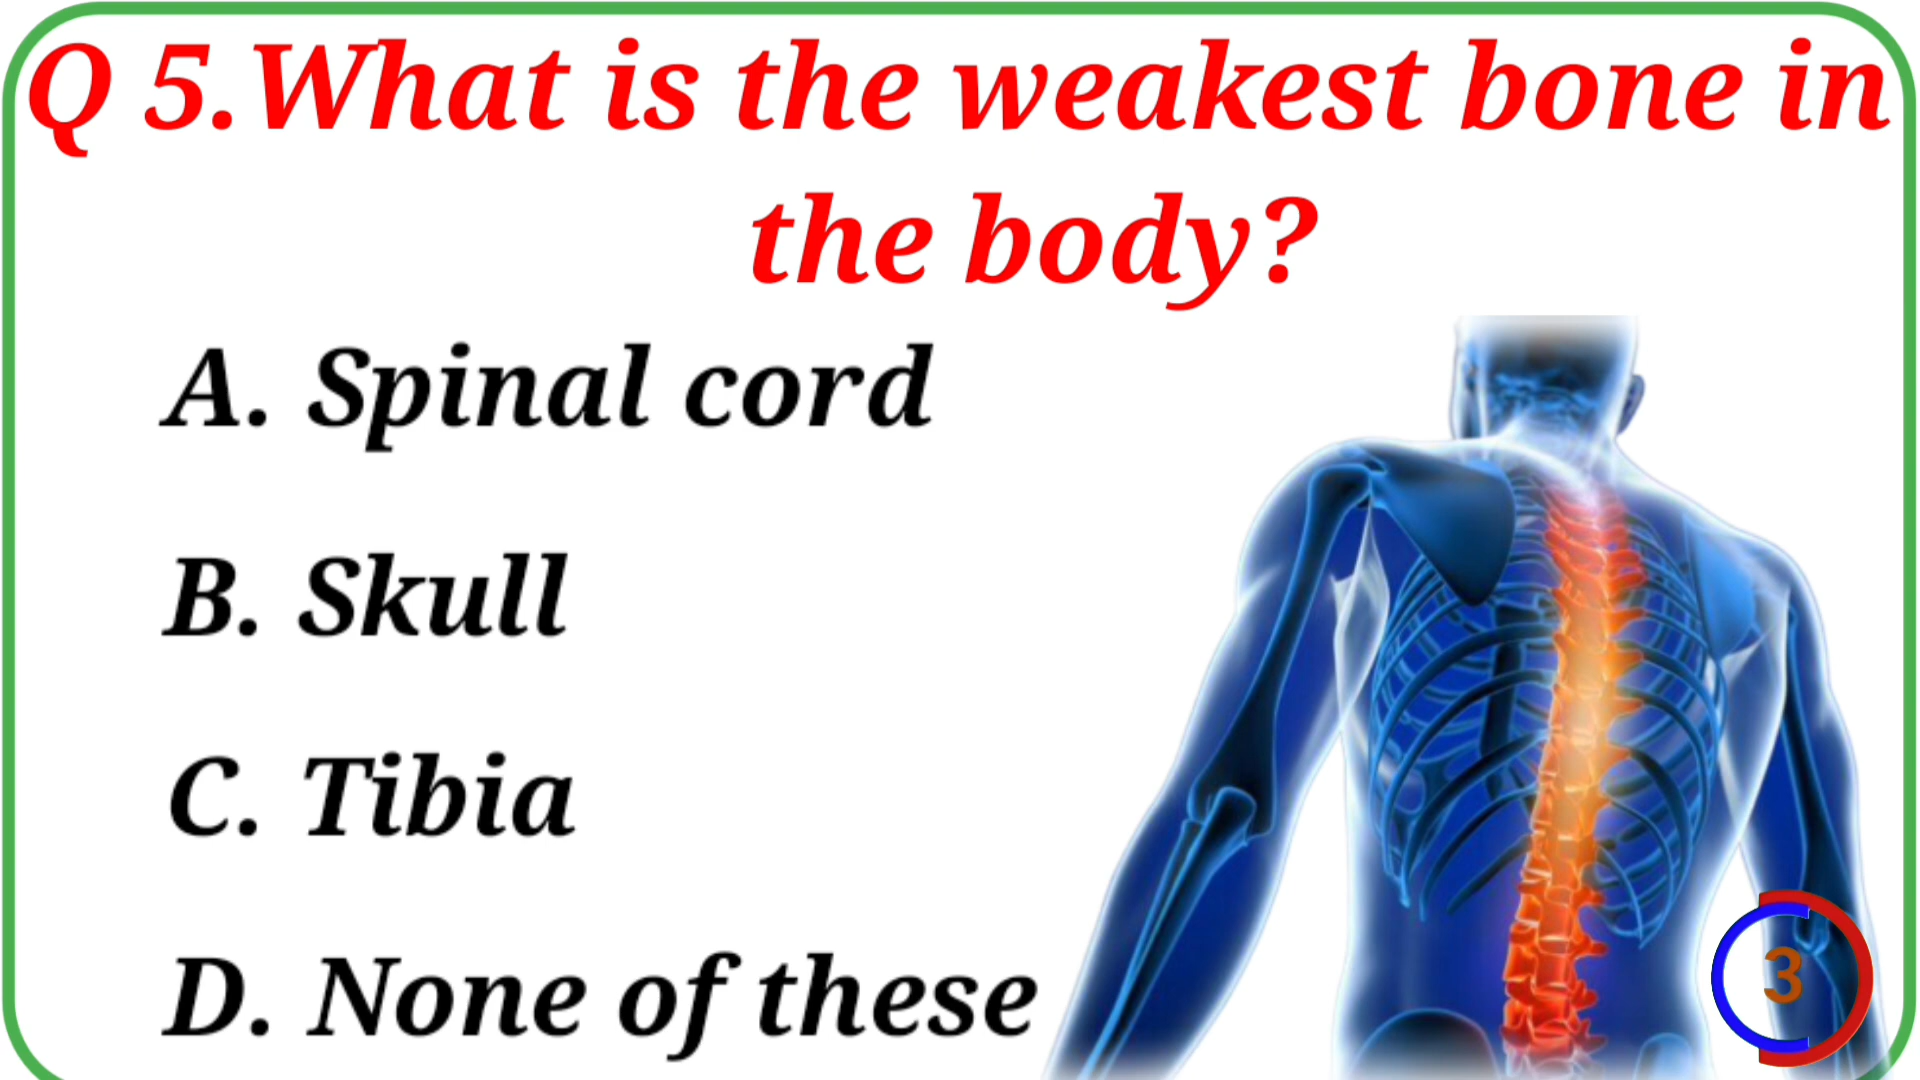 Q 5.What is the weakest bone in
the body?
A. Spinal cord
B. Skull
C. Tibia
D. None of these
3